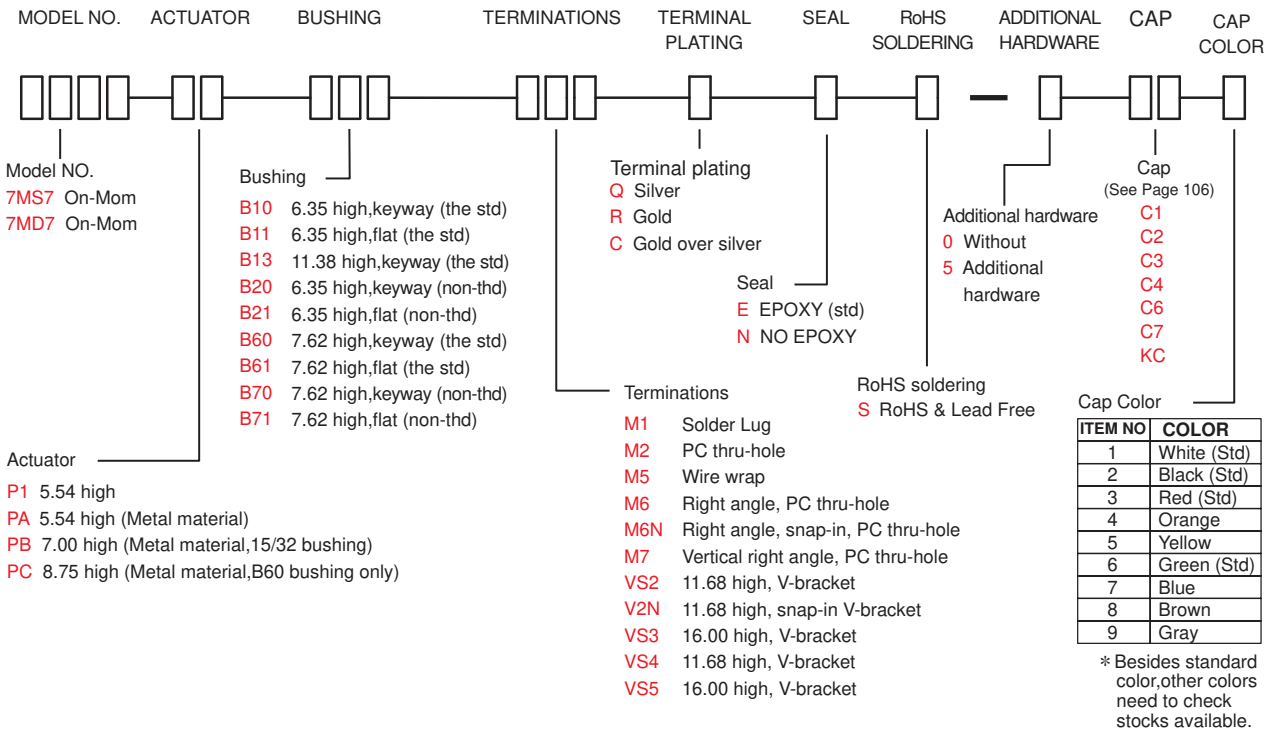 MODEL NO. ACTUATOR BUSHING TERMINATIONS TERMINAL PLATING SEAL RoHS SOLDERING ADDITIONAL HARDWARE CAP CAP COLOR
Model NO.
7MS7 On-Mom
7MD7 On-Mom
Bushing
B10 6.35 high,keyway (the std)
B11 6.35 high,flat (the std)
B13 11.38 high,keyway (the std)
B20 6.35 high,keyway (non-thd)
B21 6.35 high,flat (non-thd)
B60 7.62 high,keyway (the std)
B61 7.62 high,flat (the std)
B70 7.62 high,keyway (non-thd)
B71 7.62 high,flat (non-thd)
Actuator
P1 5.54 high
PA 5.54 high (Metal material)
PB 7.00 high (Metal material,15/32 bushing)
PC 8.75 high (Metal material,B60 bushing only)
Terminal plating
Q Silver
R Gold
C Gold over silver
Seal
E EPOXY (std)
N NO EPOXY
Terminations
M1 Solder Lug
M2 PC thru-hole
M5 Wire wrap
M6 Right angle, PC thru-hole
M6N Right angle, snap-in, PC thru-hole
M7 Vertical right angle, PC thru-hole
VS2 11.68 high, V-bracket
V2N 11.68 high, snap-in V-bracket
VS3 16.00 high, V-bracket
VS4 11.68 high, V-bracket
VS5 16.00 high, V-bracket
RoHS soldering
S RoHS & Lead Free
Additional hardware
0 Without
5 Additional
hardware
Cap
(See Page 106)
C1
C2
C3
C4
C6
C7
KC
Cap Color
ITEM NO COLOR
1 White (Std)
2 Black (Std)
3 Red (Std)
4 Orange
5 Yellow
6 Green (Std)
7 Blue
8 Brown
9 Gray
* Besides standard
color,other colors
need to check
stocks available.